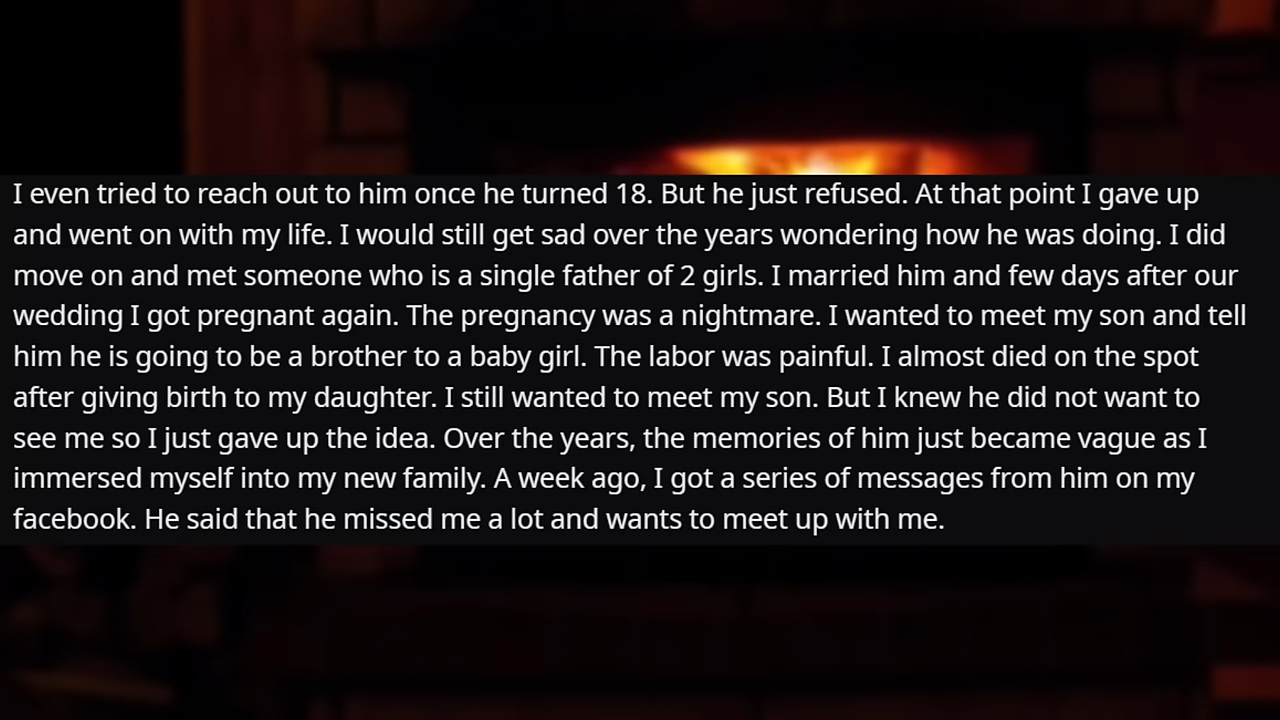 I even tried to reach out to him once he turned 18. But he just refused. At that point I gave up
and went on with my life. I would still get sad over the years wondering how he was doing. I did
move on and met someone who is a single father of 2 girls. I married him and few days after our
wedding I got pregnant again. The pregnancy was a nightmare. I wanted to meet my son and tell
him he is going to be a brother to a baby girl. The labor was painful. I almost died on the spot
after giving birth to my daughter. I still wanted to meet my son. But I knew he did not want to
see me so I just gave up the idea. Over the years, the memories of him just became vague as I
immersed myself into my new family. A week ago, I got a series of messages from him on my
facebook. He said that he missed me a lot and wants to meet up with me.